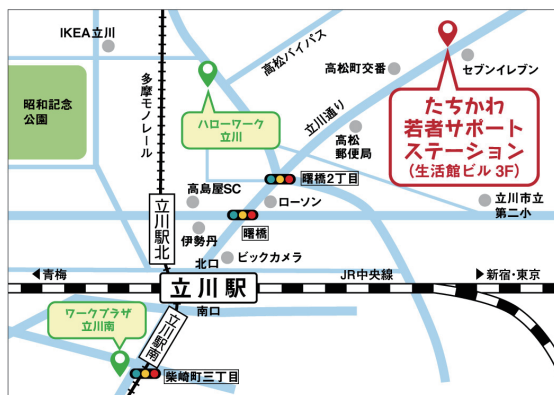 IKEA立川
高松バイパス
高松町交番
セブンイレブン
昭和記念
公園
多摩モノレール
ハローワーク
立川
立川通り
高松
郵便局
たちかわ
若者サポート
ステーション
(生活館ビル 3F)
曙橋2丁目
高島屋SC
ローソン
立川市立
第二小
立川駅北
伊勢丹
曙橋
北口
ビックカメラ
青梅
JR中央線
新宿・東京
立川駅
南口
ワークプラザ
立川南
立川駅南
柴崎町三丁目